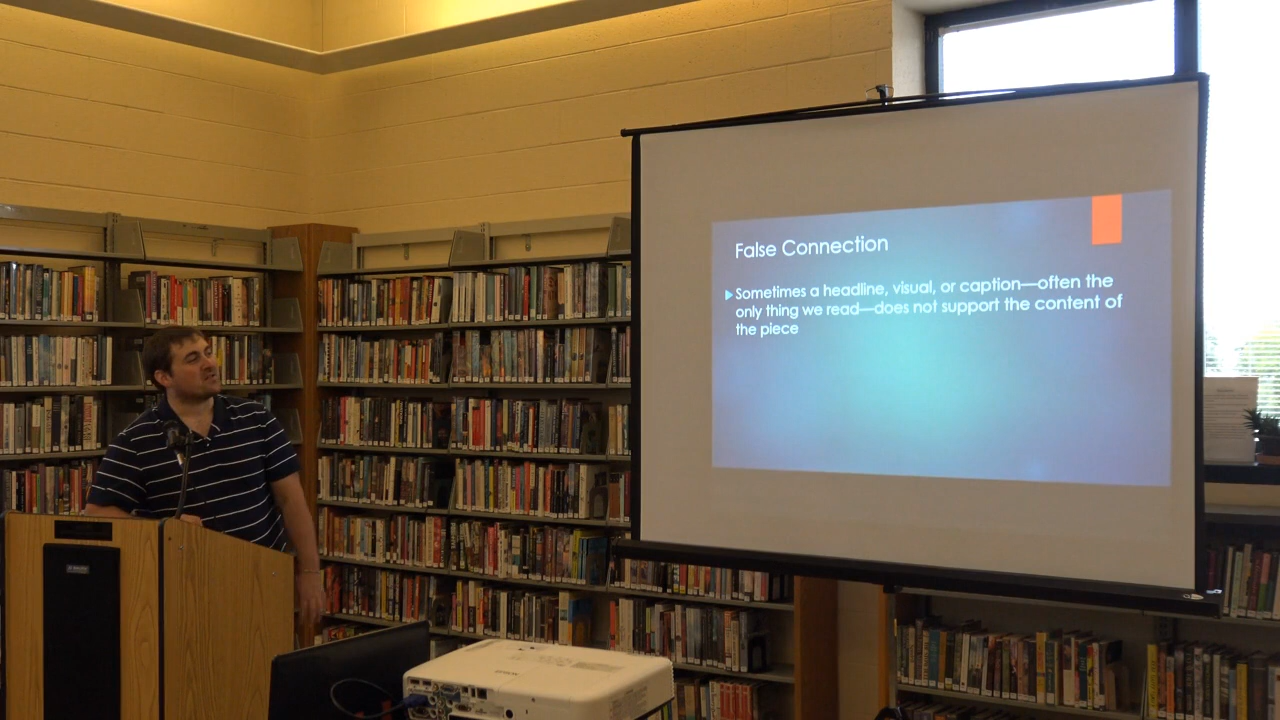 False Connection
Sometimes a headline, visual, or caption—often the
only thing we read—does not support the content of
the piece
EPSON